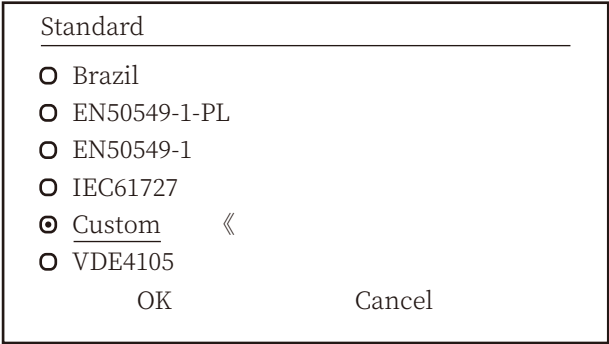 Standard
Brazil
EN50549-1-PL
EN50549-1
IEC61727
Custom 《
VDE4105
OK Cancel